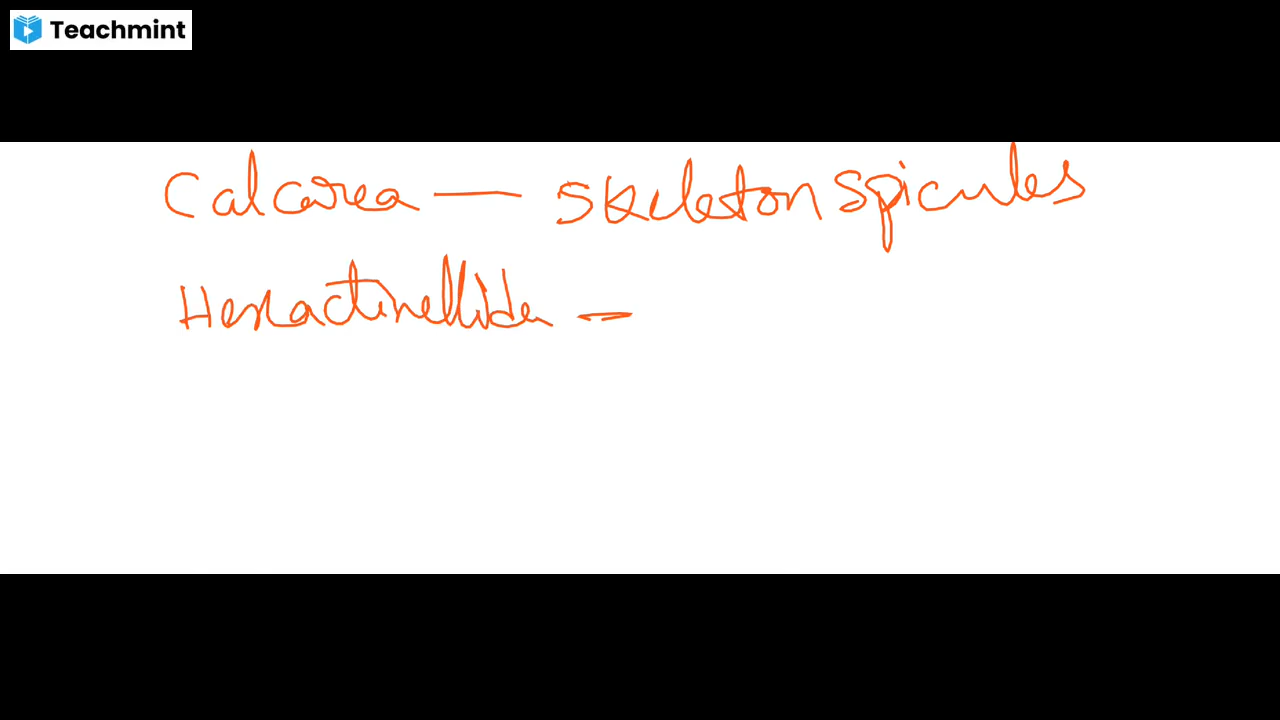 Teachmint
Calcarea — Skeleton spicules
Hexactinellida —